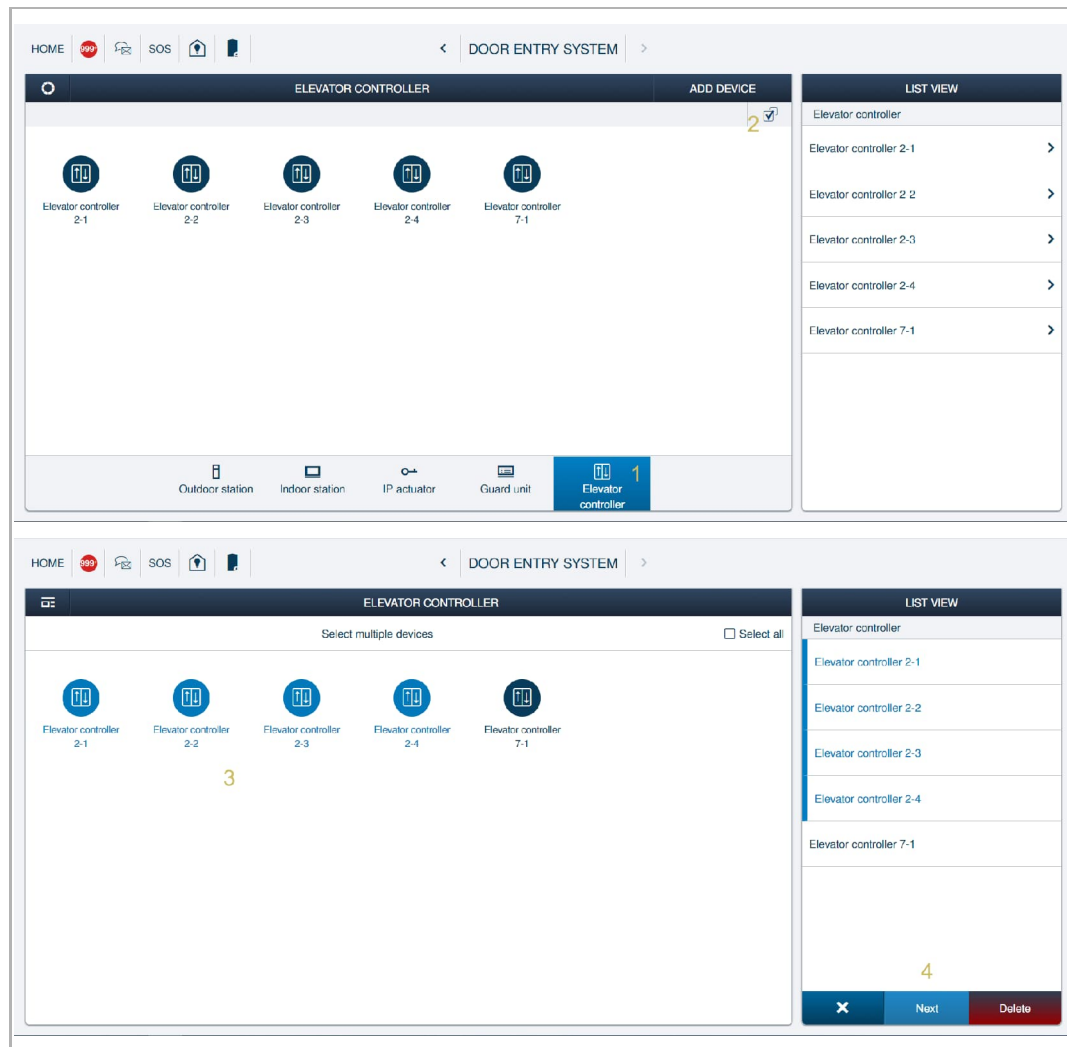 HOME 999 SOS < DOOR ENTRY SYSTEM >
ELEVATOR CONTROLLER ADD DEVICE
2
Elevator controller
2-1
Elevator controller
2-2
Elevator controller
2-3
Elevator controller
2-4
Elevator controller
7-1
Outdoor station
Indoor station
IP actuator
Guard unit
Elevator
controller
1
LIST VIEW
Elevator controller
Elevator controller 2-1
Elevator controller 2-2
Elevator controller 2-3
Elevator controller 2-4
Elevator controller 7-1
HOME 999 SOS < DOOR ENTRY SYSTEM >
ELEVATOR CONTROLLER
Select multiple devices
Select all
Elevator controller
2-1
Elevator controller
2-2
Elevator controller
2-3
Elevator controller
2-4
Elevator controller
7-1
3
LIST VIEW
Elevator controller
Elevator controller 2-1
Elevator controller 2-2
Elevator controller 2-3
Elevator controller 2-4
Elevator controller 7-1
4
Next
Delete